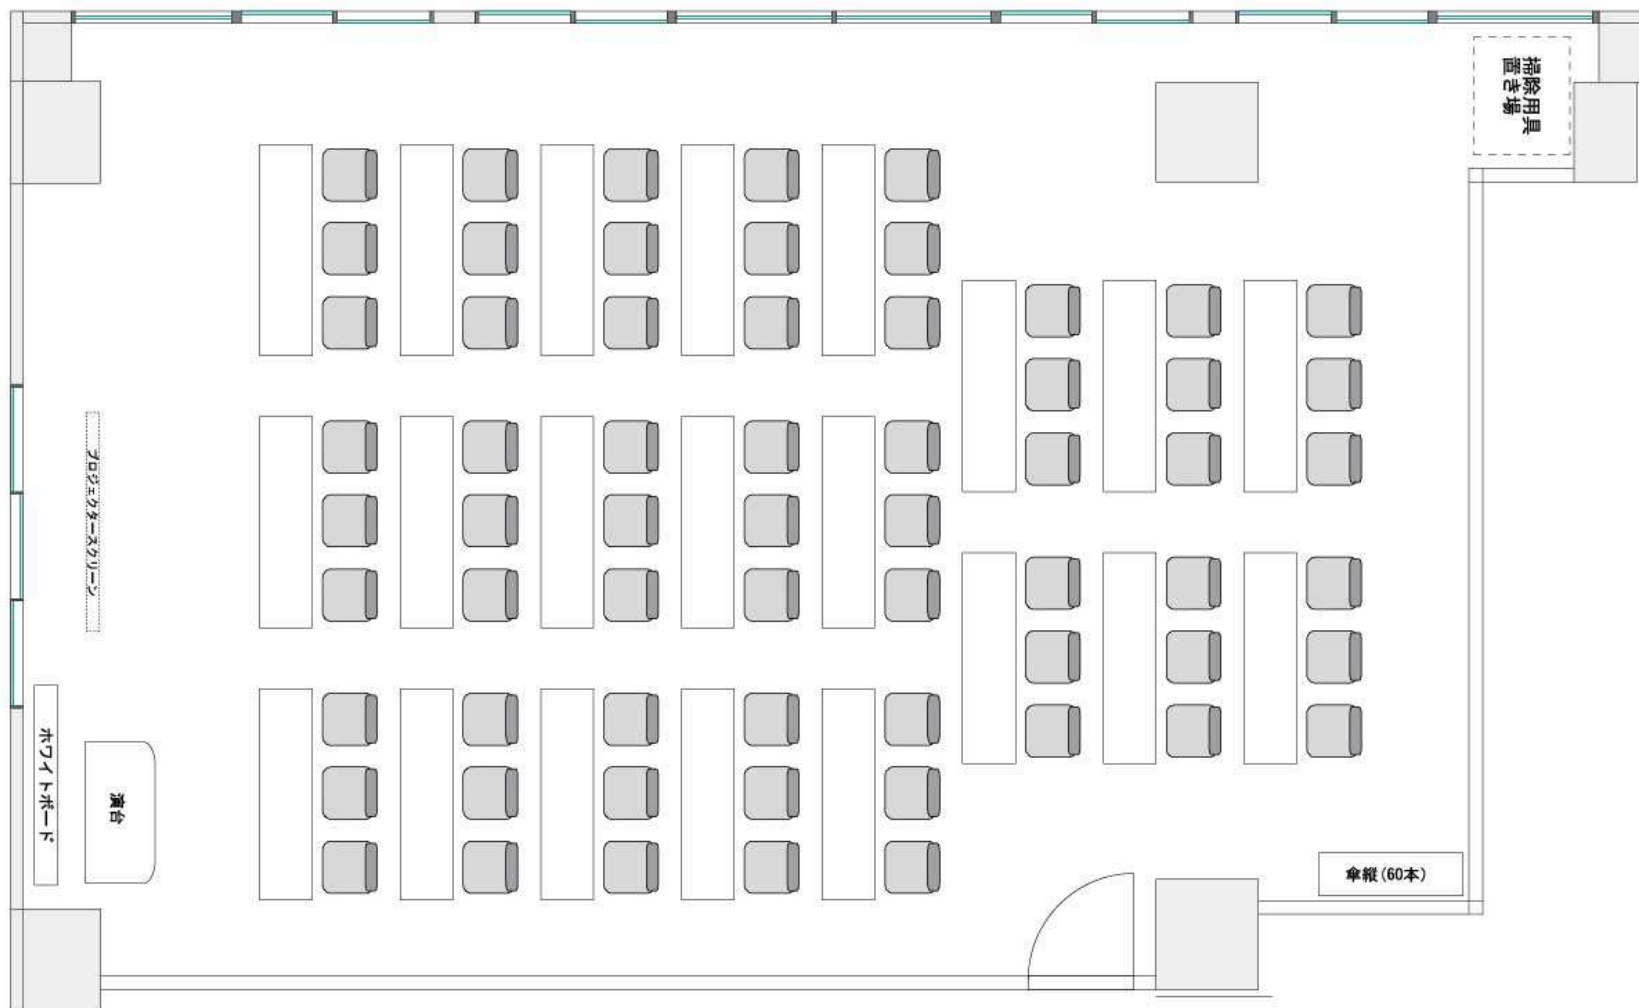 掃除用具
置き場
プロジェクタースクリーン
ホワイトボード
演台
傘縦(60本)